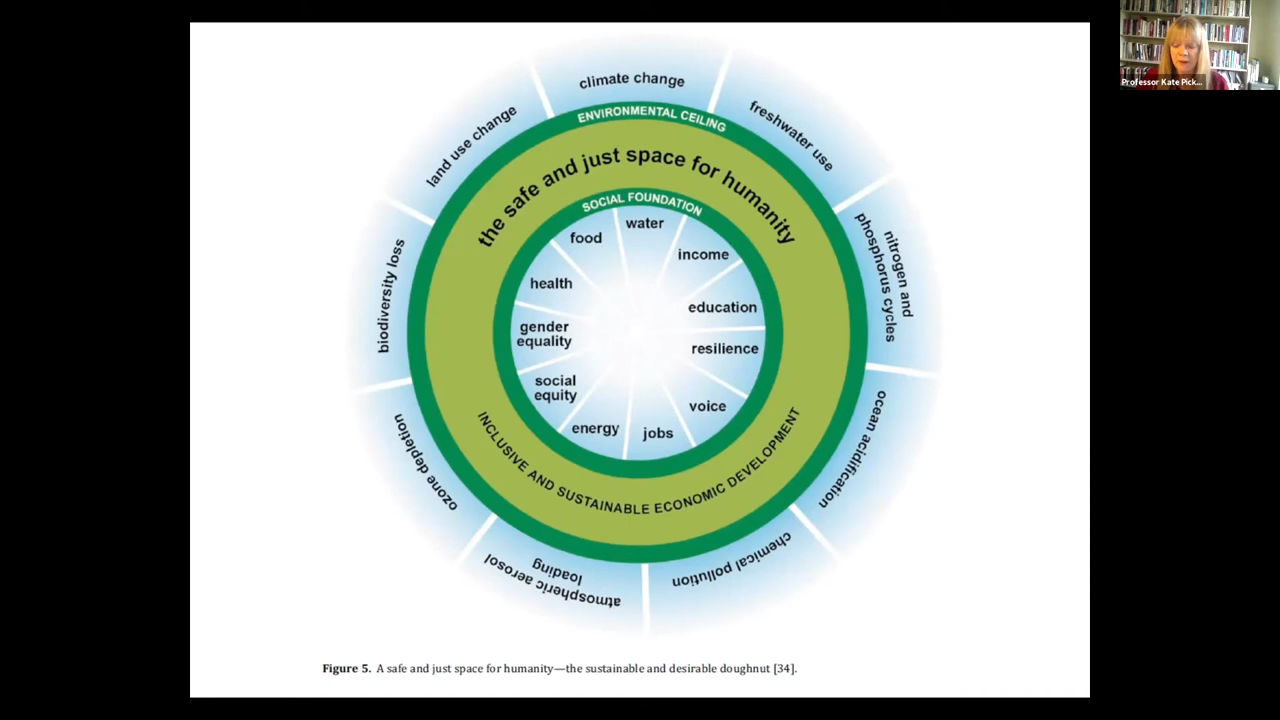 Professor Kate Pick...
climate change
freshwater use
nitrogen and
phosphorus cycles
ocean acidification
chemical pollution
atmospheric aerosol
loading
ozone depletion
biodiversity loss
land use change
ENVIRONMENTAL CEILING
the safe and just space for humanity
SOCIAL FOUNDATION
water
income
education
resilience
voice
jobs
energy
social
equity
gender
equality
health
food
INCLUSIVE AND SUSTAINABLE ECONOMIC DEVELOPMENT
Figure 5. A safe and just space for humanity—the sustainable and desirable doughnut [34].